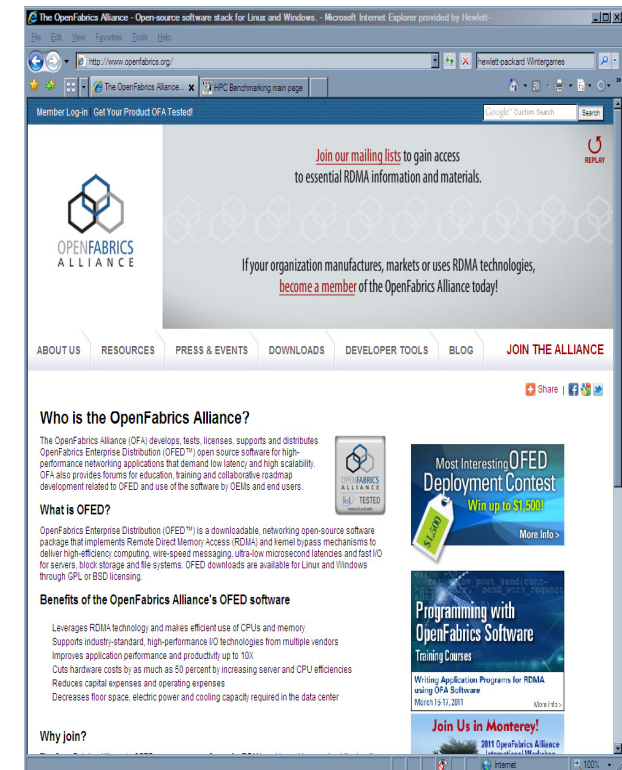 The OpenFabrics Alliance - Open-source software stack for Linux and Windows. - Microsoft Internet Explorer provided by Hewlett-
File Edit View Favorites Tools Help
http://www.openfabrics.org/
hewlett-packard Wintergames
The OpenFabrics Alliance...
HPC Benchmarking main page
Member Log-in Get Your Product OFA Tested!
Google™ Custom Search
Search
Join our mailing lists to gain access
to essential RDMA information and materials.
REPLAY
OPENFABRICS
ALLIANCE
If your organization manufactures, markets or uses RDMA technologies,
become a member of the OpenFabrics Alliance today!
ABOUT US RESOURCES PRESS & EVENTS DOWNLOADS DEVELOPER TOOLS BLOG JOIN THE ALLIANCE
Share |
Who is the OpenFabrics Alliance?
The OpenFabrics Alliance (OFA) develops, tests, licenses, supports and distributes
OpenFabrics Enterprise Distribution (OFED™) open source software for high-
performance networking applications that demand low latency and high scalability.
OFA also provides forums for education, training and collaborative roadmap
development related to OFED and use of the software by OEMs and end users.
OPENFABRICS
ALLIANCE
TESTED
What is OFED?
OpenFabrics Enterprise Distribution (OFED™) is a downloadable, networking open-source software
package that implements Remote Direct Memory Access (RDMA) and kernel bypass mechanisms to
deliver high-efficiency computing, wire-speed messaging, ultra-low microsecond latencies and fast I/O
for servers, block storage and file systems. OFED downloads are available for Linux and Windows
through GPL or BSD licensing.
Benefits of the OpenFabrics Alliance's OFED software
Leverages RDMA technology and makes efficient use of CPUs and memory
Supports industry-standard, high-performance I/O technologies from multiple vendors
Improves application performance and productivity up to 10X
Cuts hardware costs by as much as 50 percent by increasing server and CPU efficiencies
Reduces capital expenses and operating expenses
Decreases floor space, electric power and cooling capacity required in the data center
Why join?
Most Interesting OFED
Deployment Contest
Win up to $1,500!
$1,500
More Info >
Programming with
OpenFabrics Software
Training Courses
Writing Application Programs for RDMA
using OFA Software
March 16-17, 2011
More Info >
Join Us in Monterey!
2011 OpenFabrics Alliance
International Workshop
Internet
100%